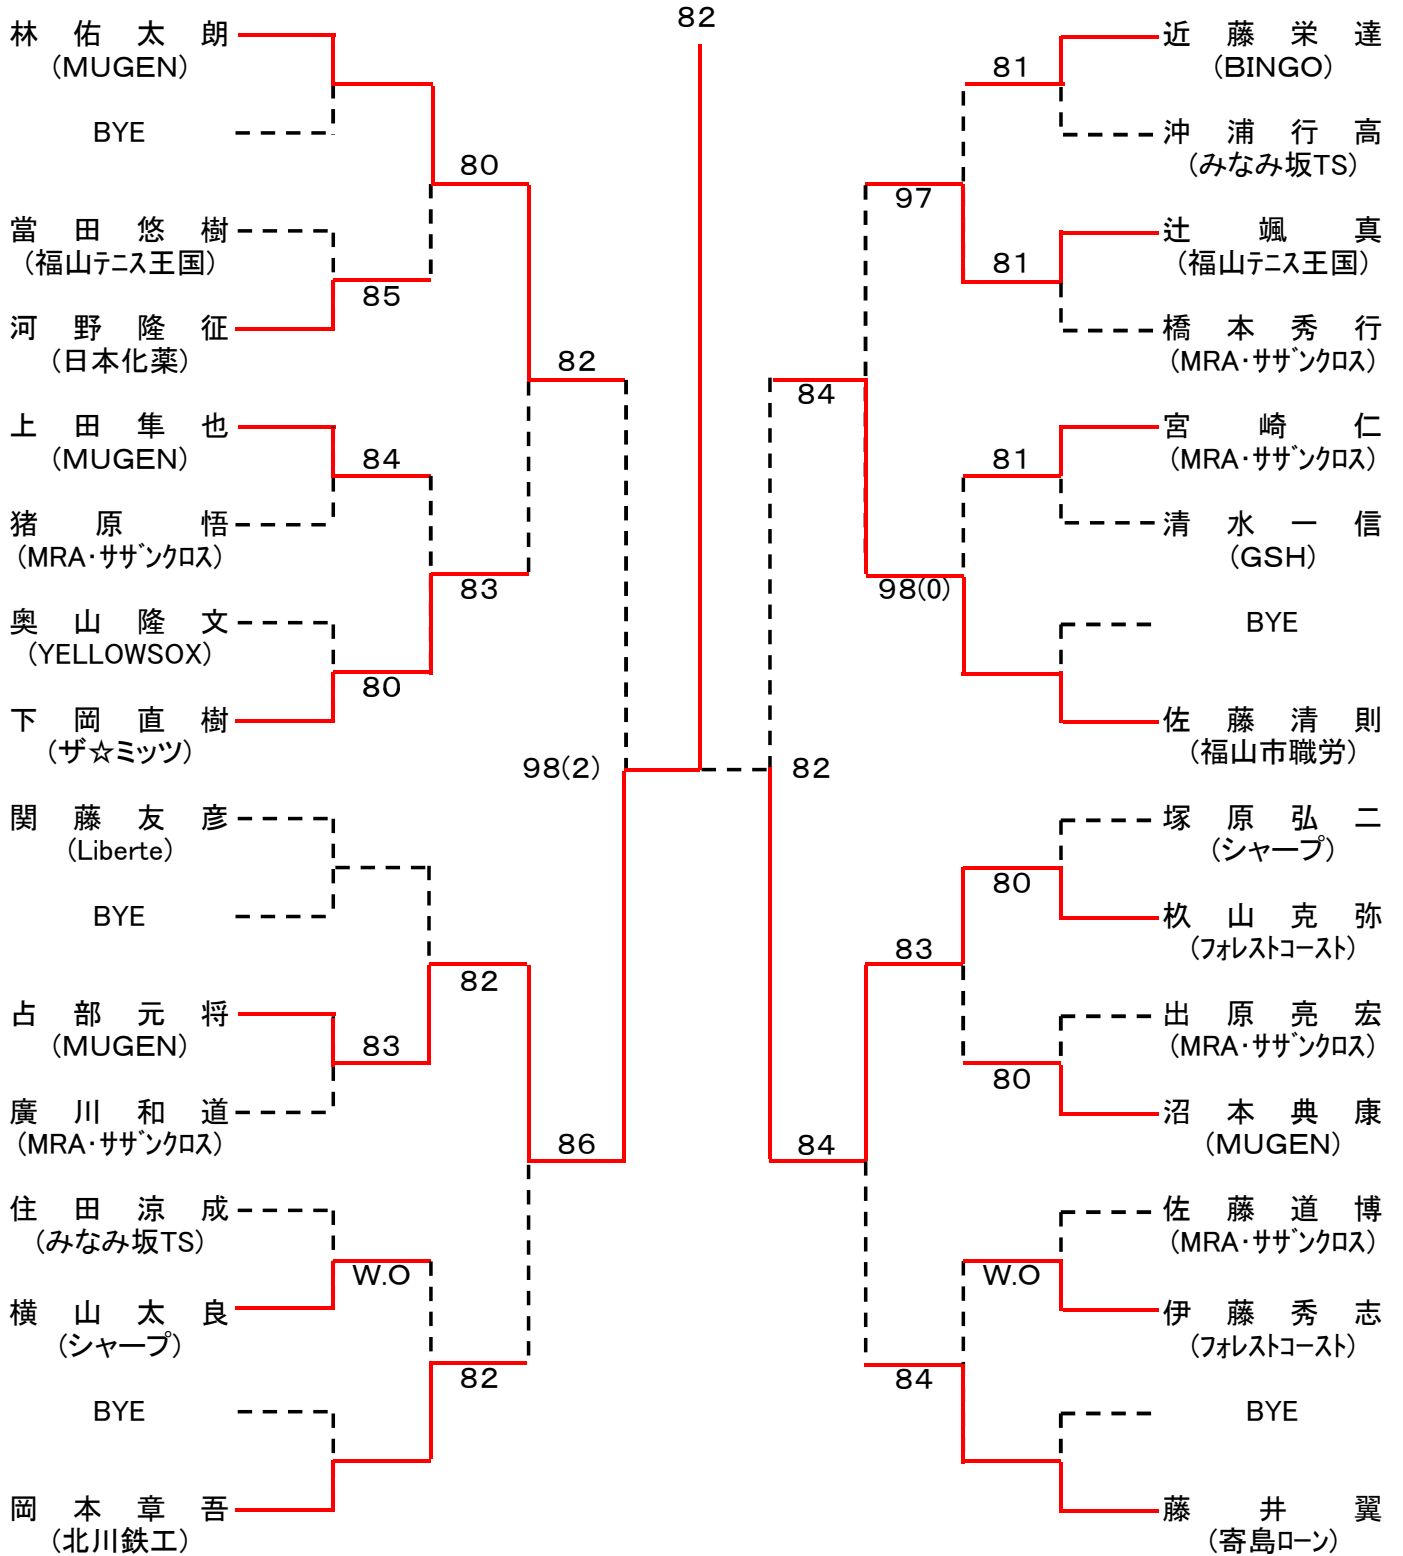 82
林佑太朗
(MUGEN)
BYE
80
當田悠樹
(福山テニス王国)
85
河野隆征
(日本化薬)
82
上田隼也
(MUGEN)
84
猪原悟
(MRA・サザンクロス)
83
奥山隆文
(YELLOWSOX)
80
下岡直樹
(ザ☆ミッツ)
98(2)
関藤友彦
(Liberte)
BYE
82
占部元将
(MUGEN)
83
廣川和道
(MRA・サザンクロス)
86
住田涼成
(みなみ坂TS)
W.O
横山太良
(シャープ)
82
BYE
岡本章吾
(北川鉄工)
近藤栄達
(BINGO)
81
沖浦行高
(みなみ坂TS)
97
辻颯真
(福山テニス王国)
81
橋本秀行
(MRA・サザンクロス)
84
宮崎仁
(MRA・サザンクロス)
81
清水一信
(GSH)
98(0)
BYE
佐藤清則
(福山市職労)
82
塚原弘二
(シャープ)
80
杁山克弥
(フォレストコースト)
83
出原亮宏
(MRA・サザンクロス)
80
沼本典康
(MUGEN)
84
佐藤道博
(MRA・サザンクロス)
W.O
伊藤秀志
(フォレストコースト)
84
BYE
藤井翼
(寄島ローン)